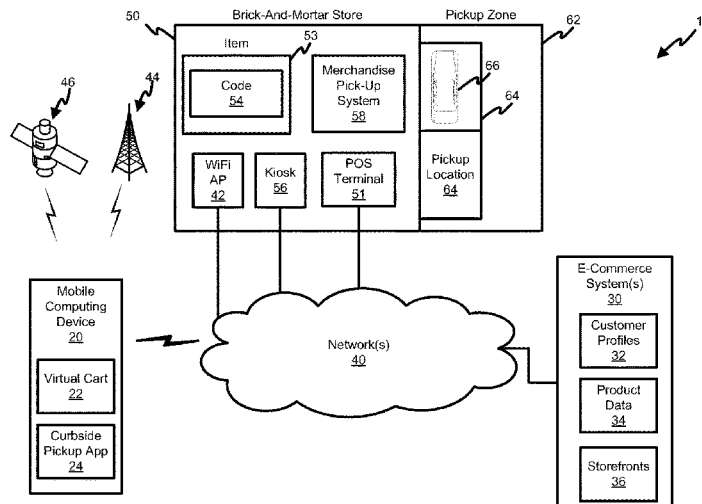 50
Brick-And-Mortar Store
Pickup Zone
62
1
Item
53
Code
54
Merchandise
Pick-Up
System
58
66
64
46
44
WiFi
AP
42
Kiosk
56
POS
Terminal
51
Pickup
Location
64
Mobile
Computing
Device
20
Virtual Cart
22
Curbside
Pickup App
24
Network(s)
40
E-Commerce
System(s)
30
Customer
Profiles
32
Product
Data
34
Storefronts
36